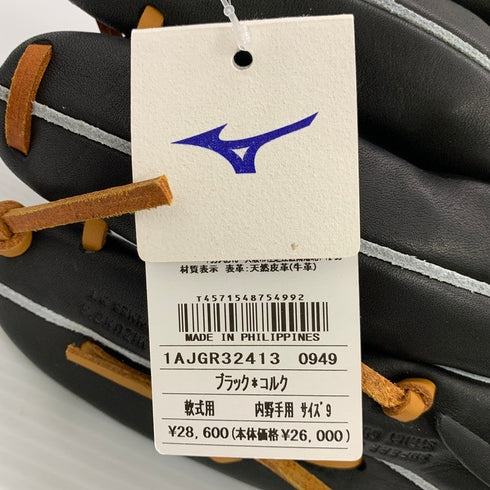 材質表示 表革:天然皮革(牛革)
T4571548754992
MADE IN PHILIPPINES
1AJGR32413 0949
ブラック*コルク
軟式用 内野手用 サイズ9
¥28,600(本体価格¥26,000)